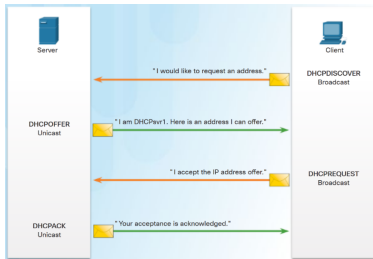 Server
Client
"I would like to request an address."
DHCPDISCOVER
Broadcast
DHCPOFFER
Unicast
"I am DHCPsvr1. Here is an address I can offer."
"I accept the IP address offer."
DHCPREQUEST
Broadcast
DHCPACK
Unicast
"Your acceptance is acknowledged."